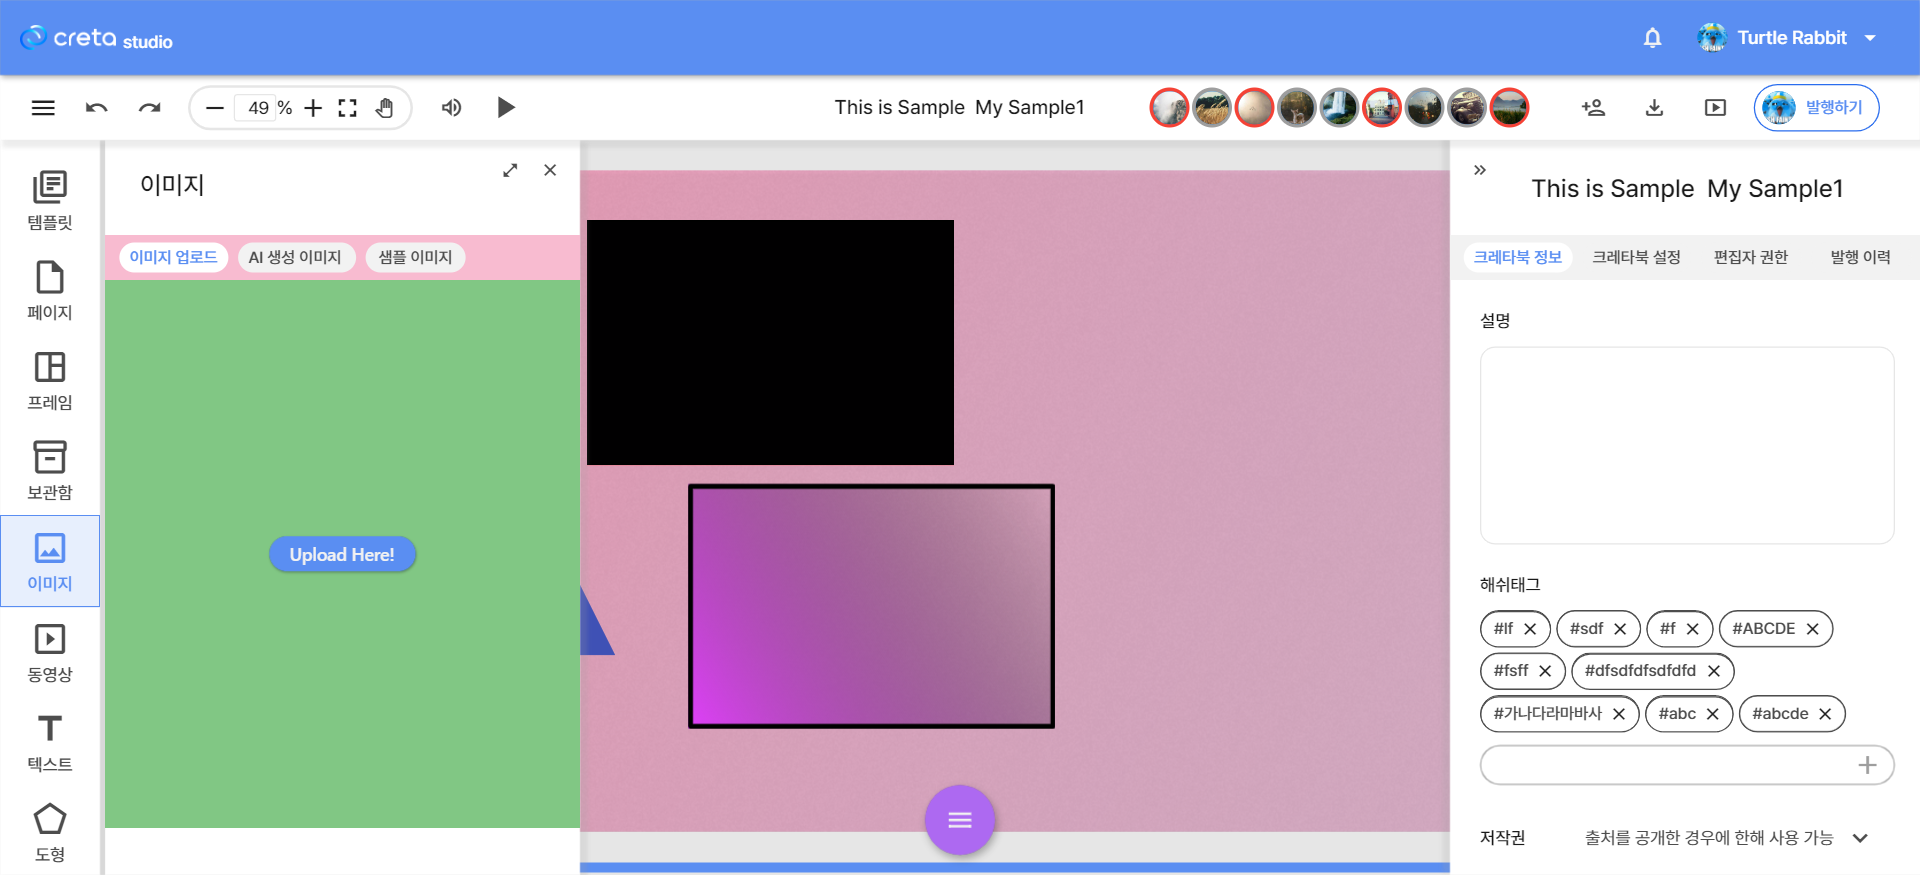 creta studio
Turtle Rabbit
49 %
This is Sample  My Sample1
발행하기
템플릿
페이지
프레임
보관함
이미지
동영상
텍스트
도형
이미지
이미지 업로드
AI 생성 이미지
샘플 이미지
Upload Here!
This is Sample  My Sample1
크레타북 정보
크레타북 설정
편집자 권한
발행 이력
설명
해쉬태그
#lf
#sdf
#f
#ABCDE
#fsff
#dfsdfdfsdfdfd
#가나다라마바사
#abc
#abcde
저작권
출처를 공개한 경우에 한해 사용 가능